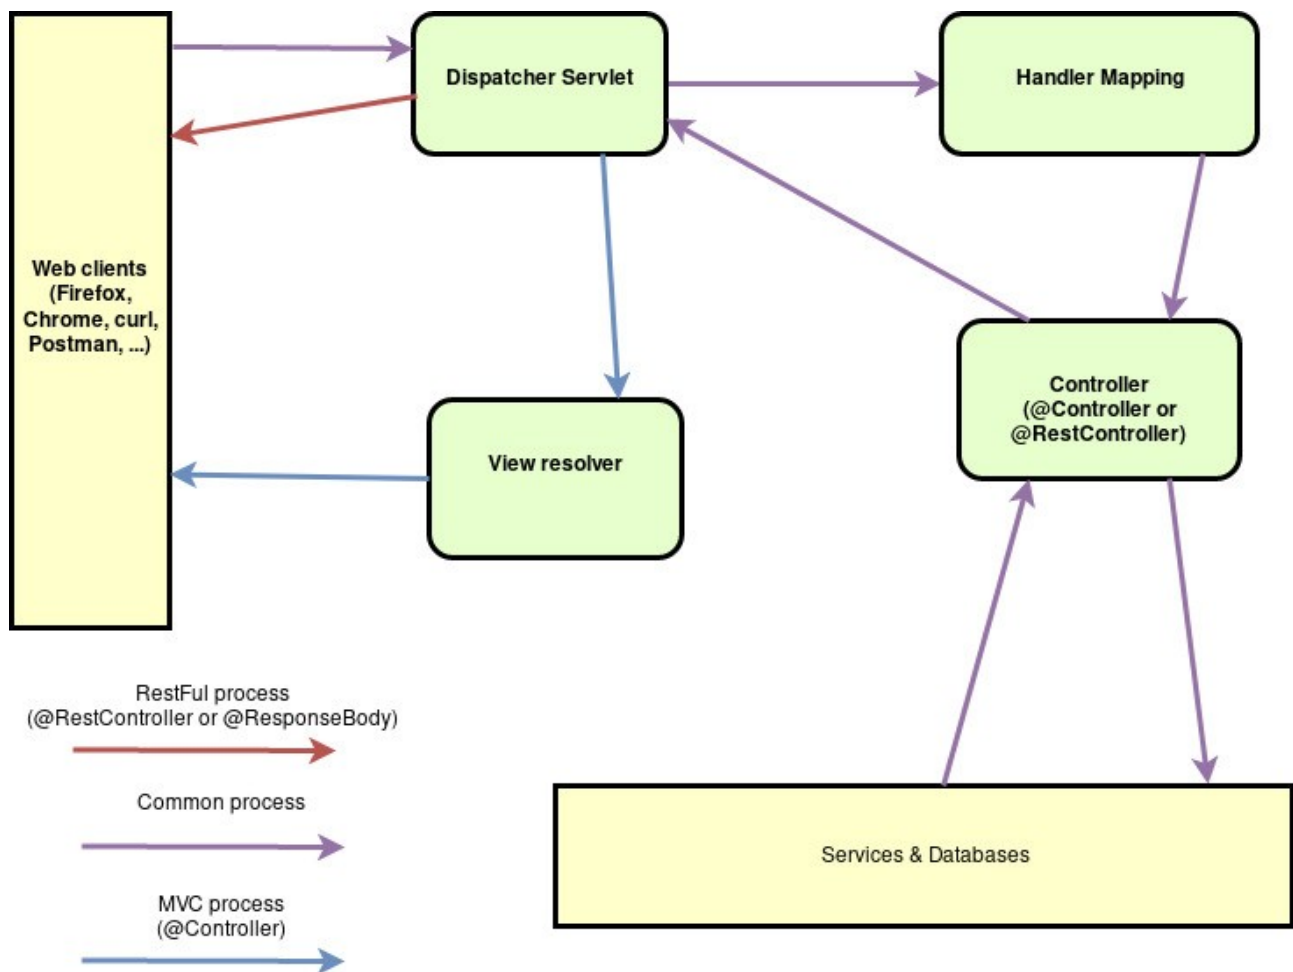 Dispatcher Servlet
Handler Mapping
Web clients
(Firefox,
Chrome, curl,
Postman, ...)
Controller
(@Controller or
@RestController)
View resolver
RestFul process
(@RestController or @ResponseBody)
Common process
Services & Databases
MVC process
(@Controller)